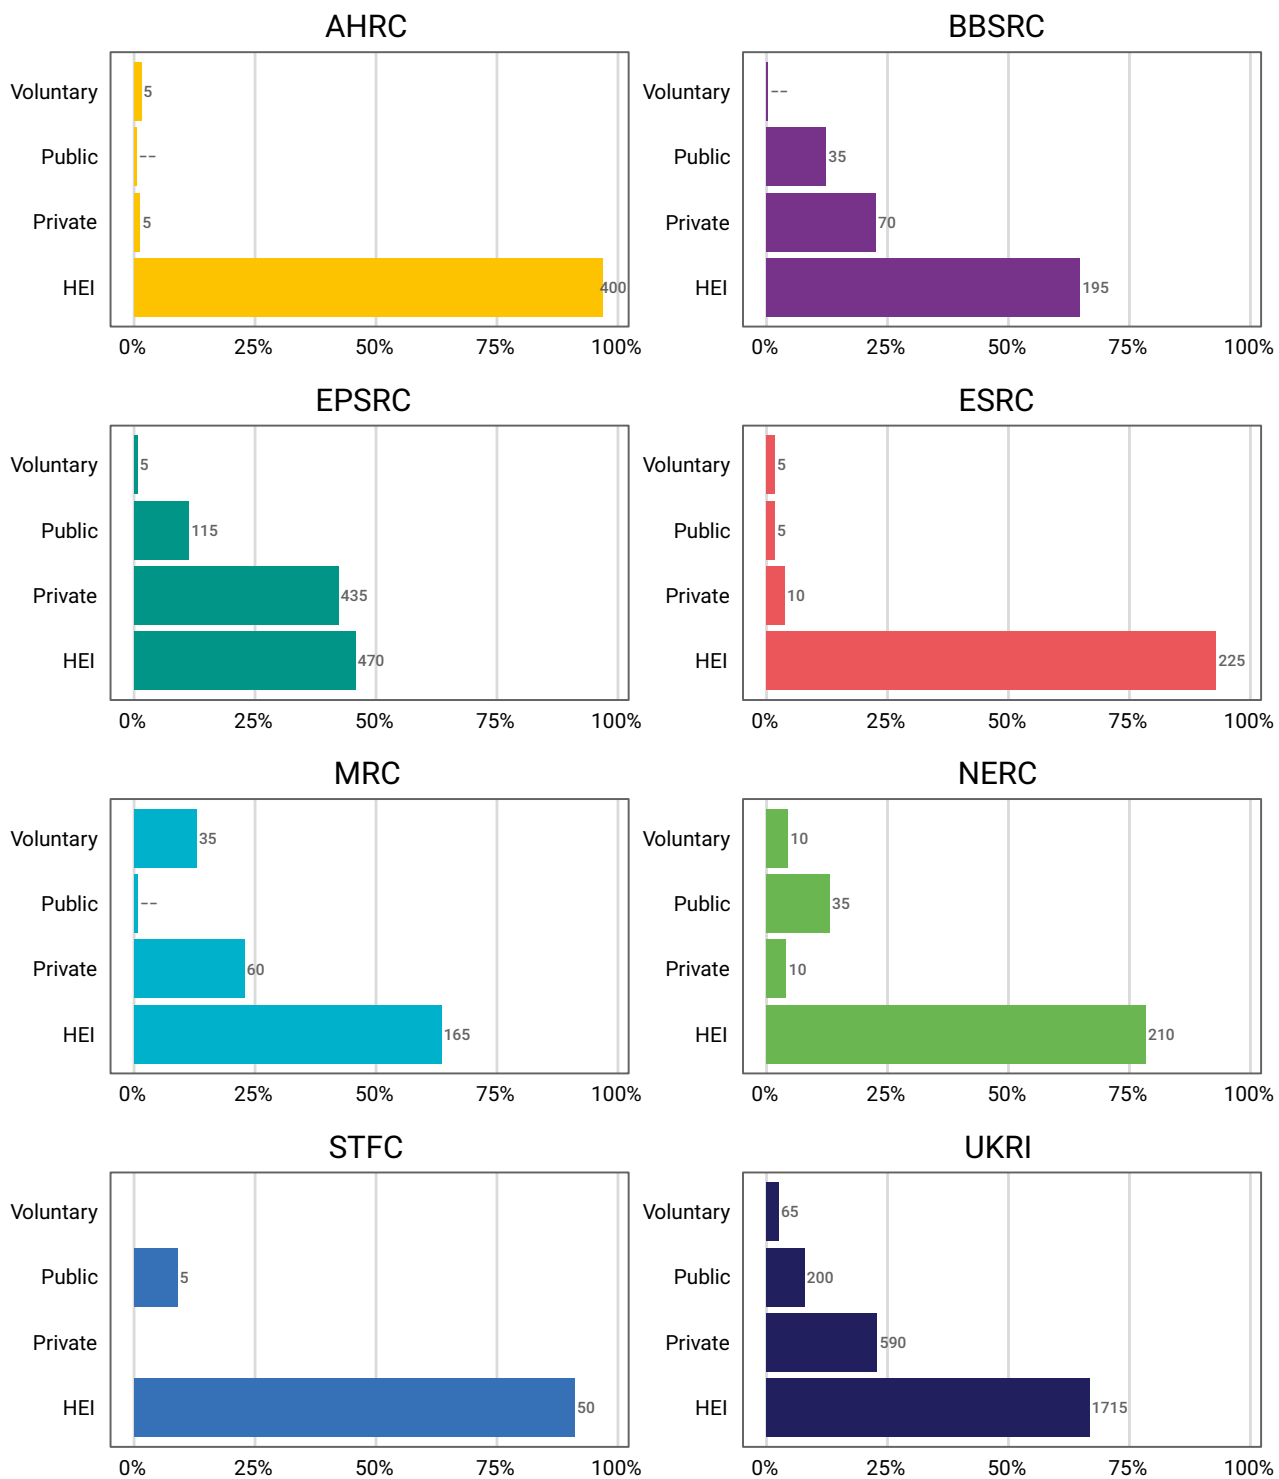 AHRC
Voluntary 5
Public --
Private 5
HEI 400
0% 25% 50% 75% 100%
BBSRC
Voluntary --
Public 35
Private 70
HEI 195
0% 25% 50% 75% 100%
EPSRC
Voluntary 5
Public 115
Private 435
HEI 470
0% 25% 50% 75% 100%
ESRC
Voluntary 5
Public 5
Private 10
HEI 225
0% 25% 50% 75% 100%
MRC
Voluntary 35
Public --
Private 60
HEI 165
0% 25% 50% 75% 100%
NERC
Voluntary 10
Public 35
Private 10
HEI 210
0% 25% 50% 75% 100%
STFC
Voluntary
Public 5
Private
HEI 50
0% 25% 50% 75% 100%
UKRI
Voluntary 65
Public 200
Private 590
HEI 1715
0% 25% 50% 75% 100%